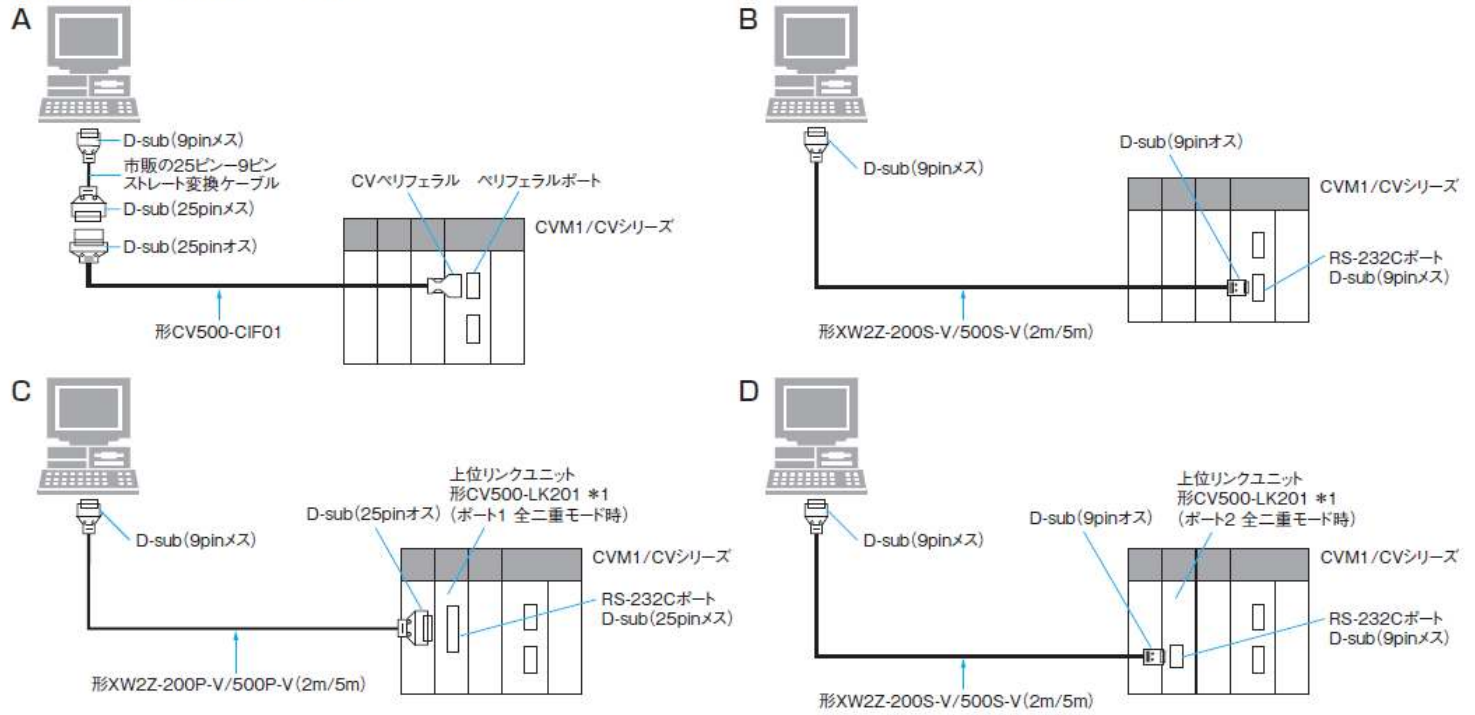 A
D-sub(9pinメス)
市販の25ピンー9ピン
ストレート変換ケーブル
D-sub(25pinメス)
D-sub(25pinオス)
CVペリフェラル
ペリフェラルポート
CVM1/CVシリーズ
形CV500-CIF01
B
D-sub(9pinメス)
D-sub(9pinオス)
CVM1/CVシリーズ
RS-232Cポート
D-sub(9pinメス)
形XW2Z-200S-V/500S-V(2m/5m)
C
D-sub(9pinメス)
D-sub(25pinオス)
上位リンクユニット
形CV500-LK201 *1
(ポート1 全二重モード時)
CVM1/CVシリーズ
RS-232Cポート
D-sub(25pinメス)
形XW2Z-200P-V/500P-V(2m/5m)
D
D-sub(9pinメス)
D-sub(9pinオス)
上位リンクユニット
形CV500-LK201 *1
(ポート2 全二重モード時)
CVM1/CVシリーズ
RS-232Cポート
D-sub(9pinメス)
形XW2Z-200S-V/500S-V(2m/5m)